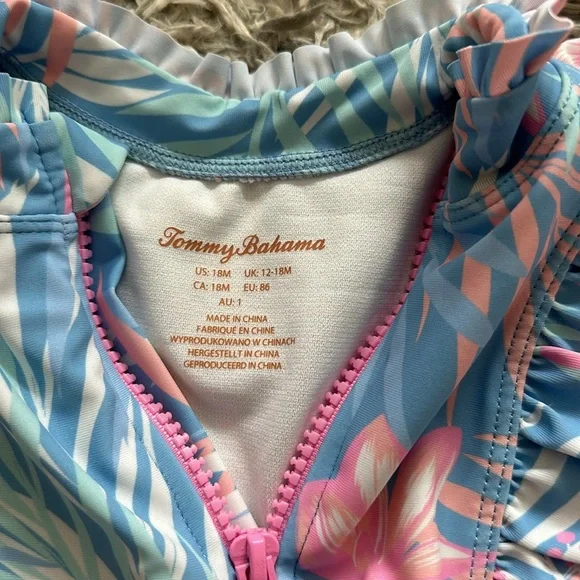 Tommy Bahama
US: 18M UK: 12-18M
CA: 18M EU: 86
AU: 1
MADE IN CHINA
FABRIQUÉ EN CHINE
WYPRODUKOWANO W CHINACH
HERGESTELLT IN CHINA
GEPRODUCEERD IN CHINA